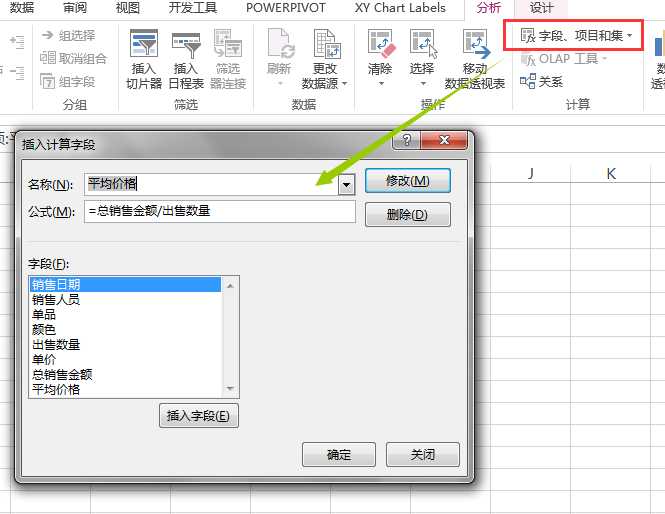 数据 审阅 视图 开发工具 POWERPIVOT XY Chart Labels 分析 设计
组选择
取消组合
组字段
分组
插入
切片器
插入
日程表
筛选
器连接
筛选
刷新
更改
数据源
数据
清除
选择
移动
数据透视表
操作
字段、项目和集
OLAP 工具
关系
计算
数
透视
插入计算字段
名称(N): 平均价格 修改(M)
公式(M): =总销售金额/出售数量 删除(D)
字段(F):
销售日期
销售人员
单品
颜色
出售数量
单价
总销售金额
平均价格
插入字段(E)
确定 关闭
J K